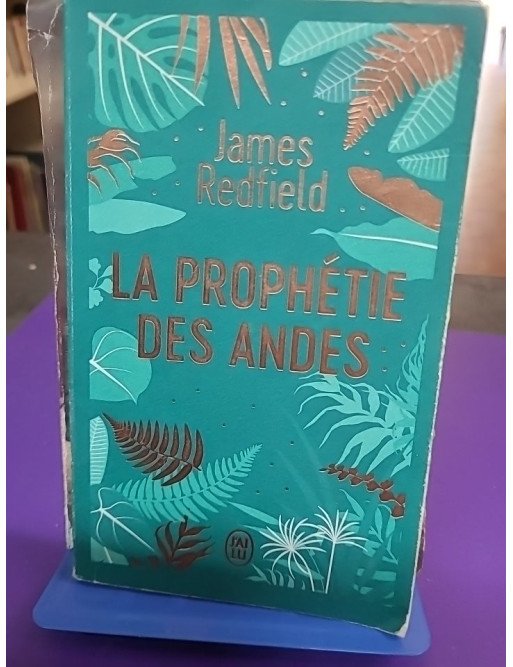 James
Redfield
LA PROPHÉTIE
DES ANDES
J'AI
LU